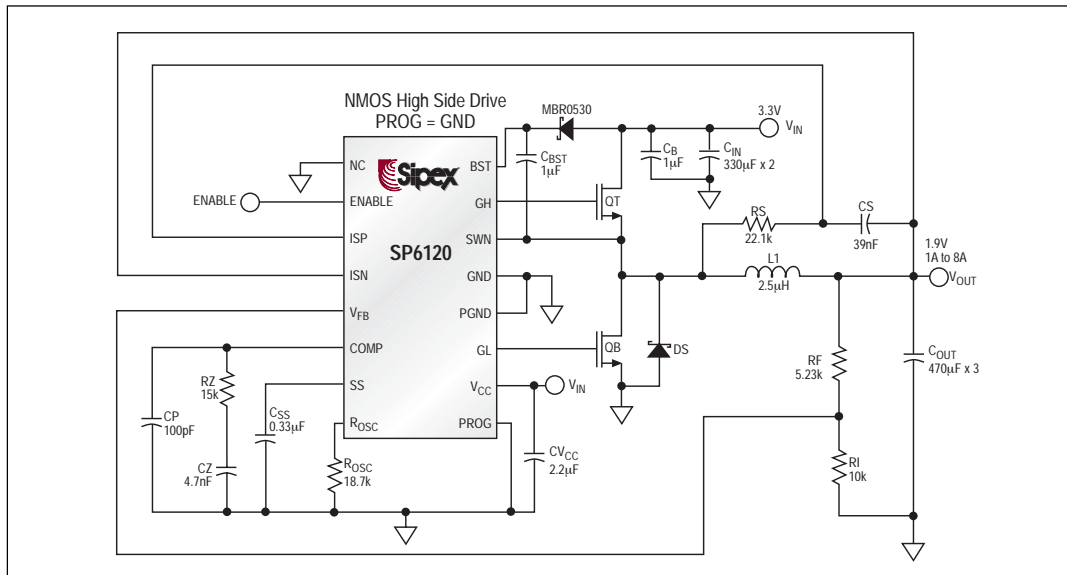 NMOS High Side Drive
PROG = GND
MBR0530
3.3V
VIN
CBST
1µF
CB
1µF
CIN
330µF x 2
NC
Sipex
BST
ENABLE
ENABLE
GH
QT
ISP
SWN
RS
22.1k
CS
39nF
SP6120
ISN
GND
L1
2.5µH
1.9V
1A to 8A
VOUT
VFB
PGND
COMP
GL
QB
DS
RF
5.23k
COUT
470µF x 3
RZ
15k
SS
VCC
VIN
CP
100pF
CSS
0.33µF
ROSC
PROG
CZ
4.7nF
ROSC
18.7k
CVCC
2.2µF
RI
10k